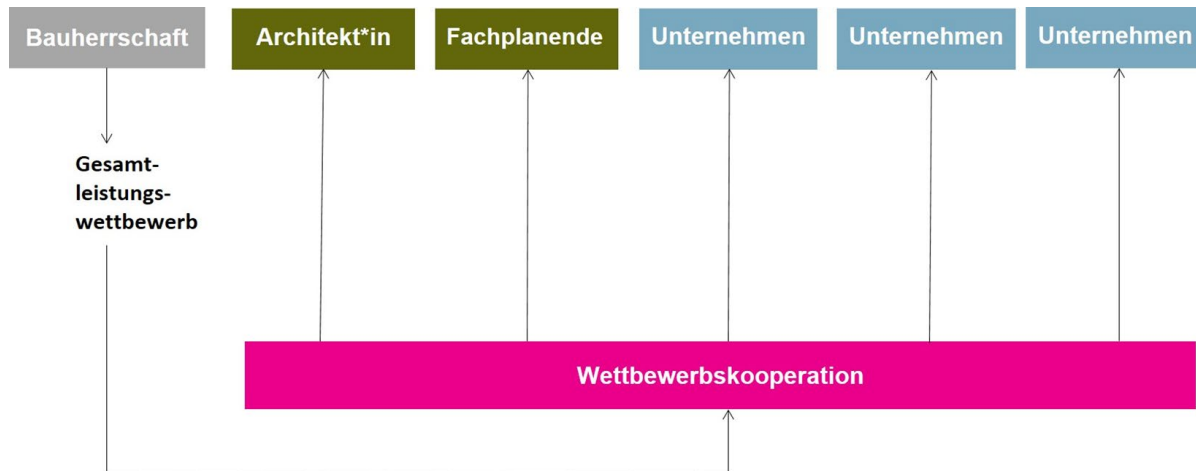 Bauherrschaft
Architekt*in
Fachplanende
Unternehmen
Unternehmen
Unternehmen
Gesamt-
leistungs-
wettbewerb
Wettbewerbskooperation